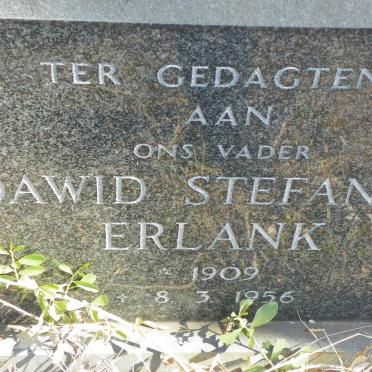 TER GEDAGTEN
AAN
ONS VADER
DAWID STEFAN
ERLANK
* 1909
+ 8. 3. 1956